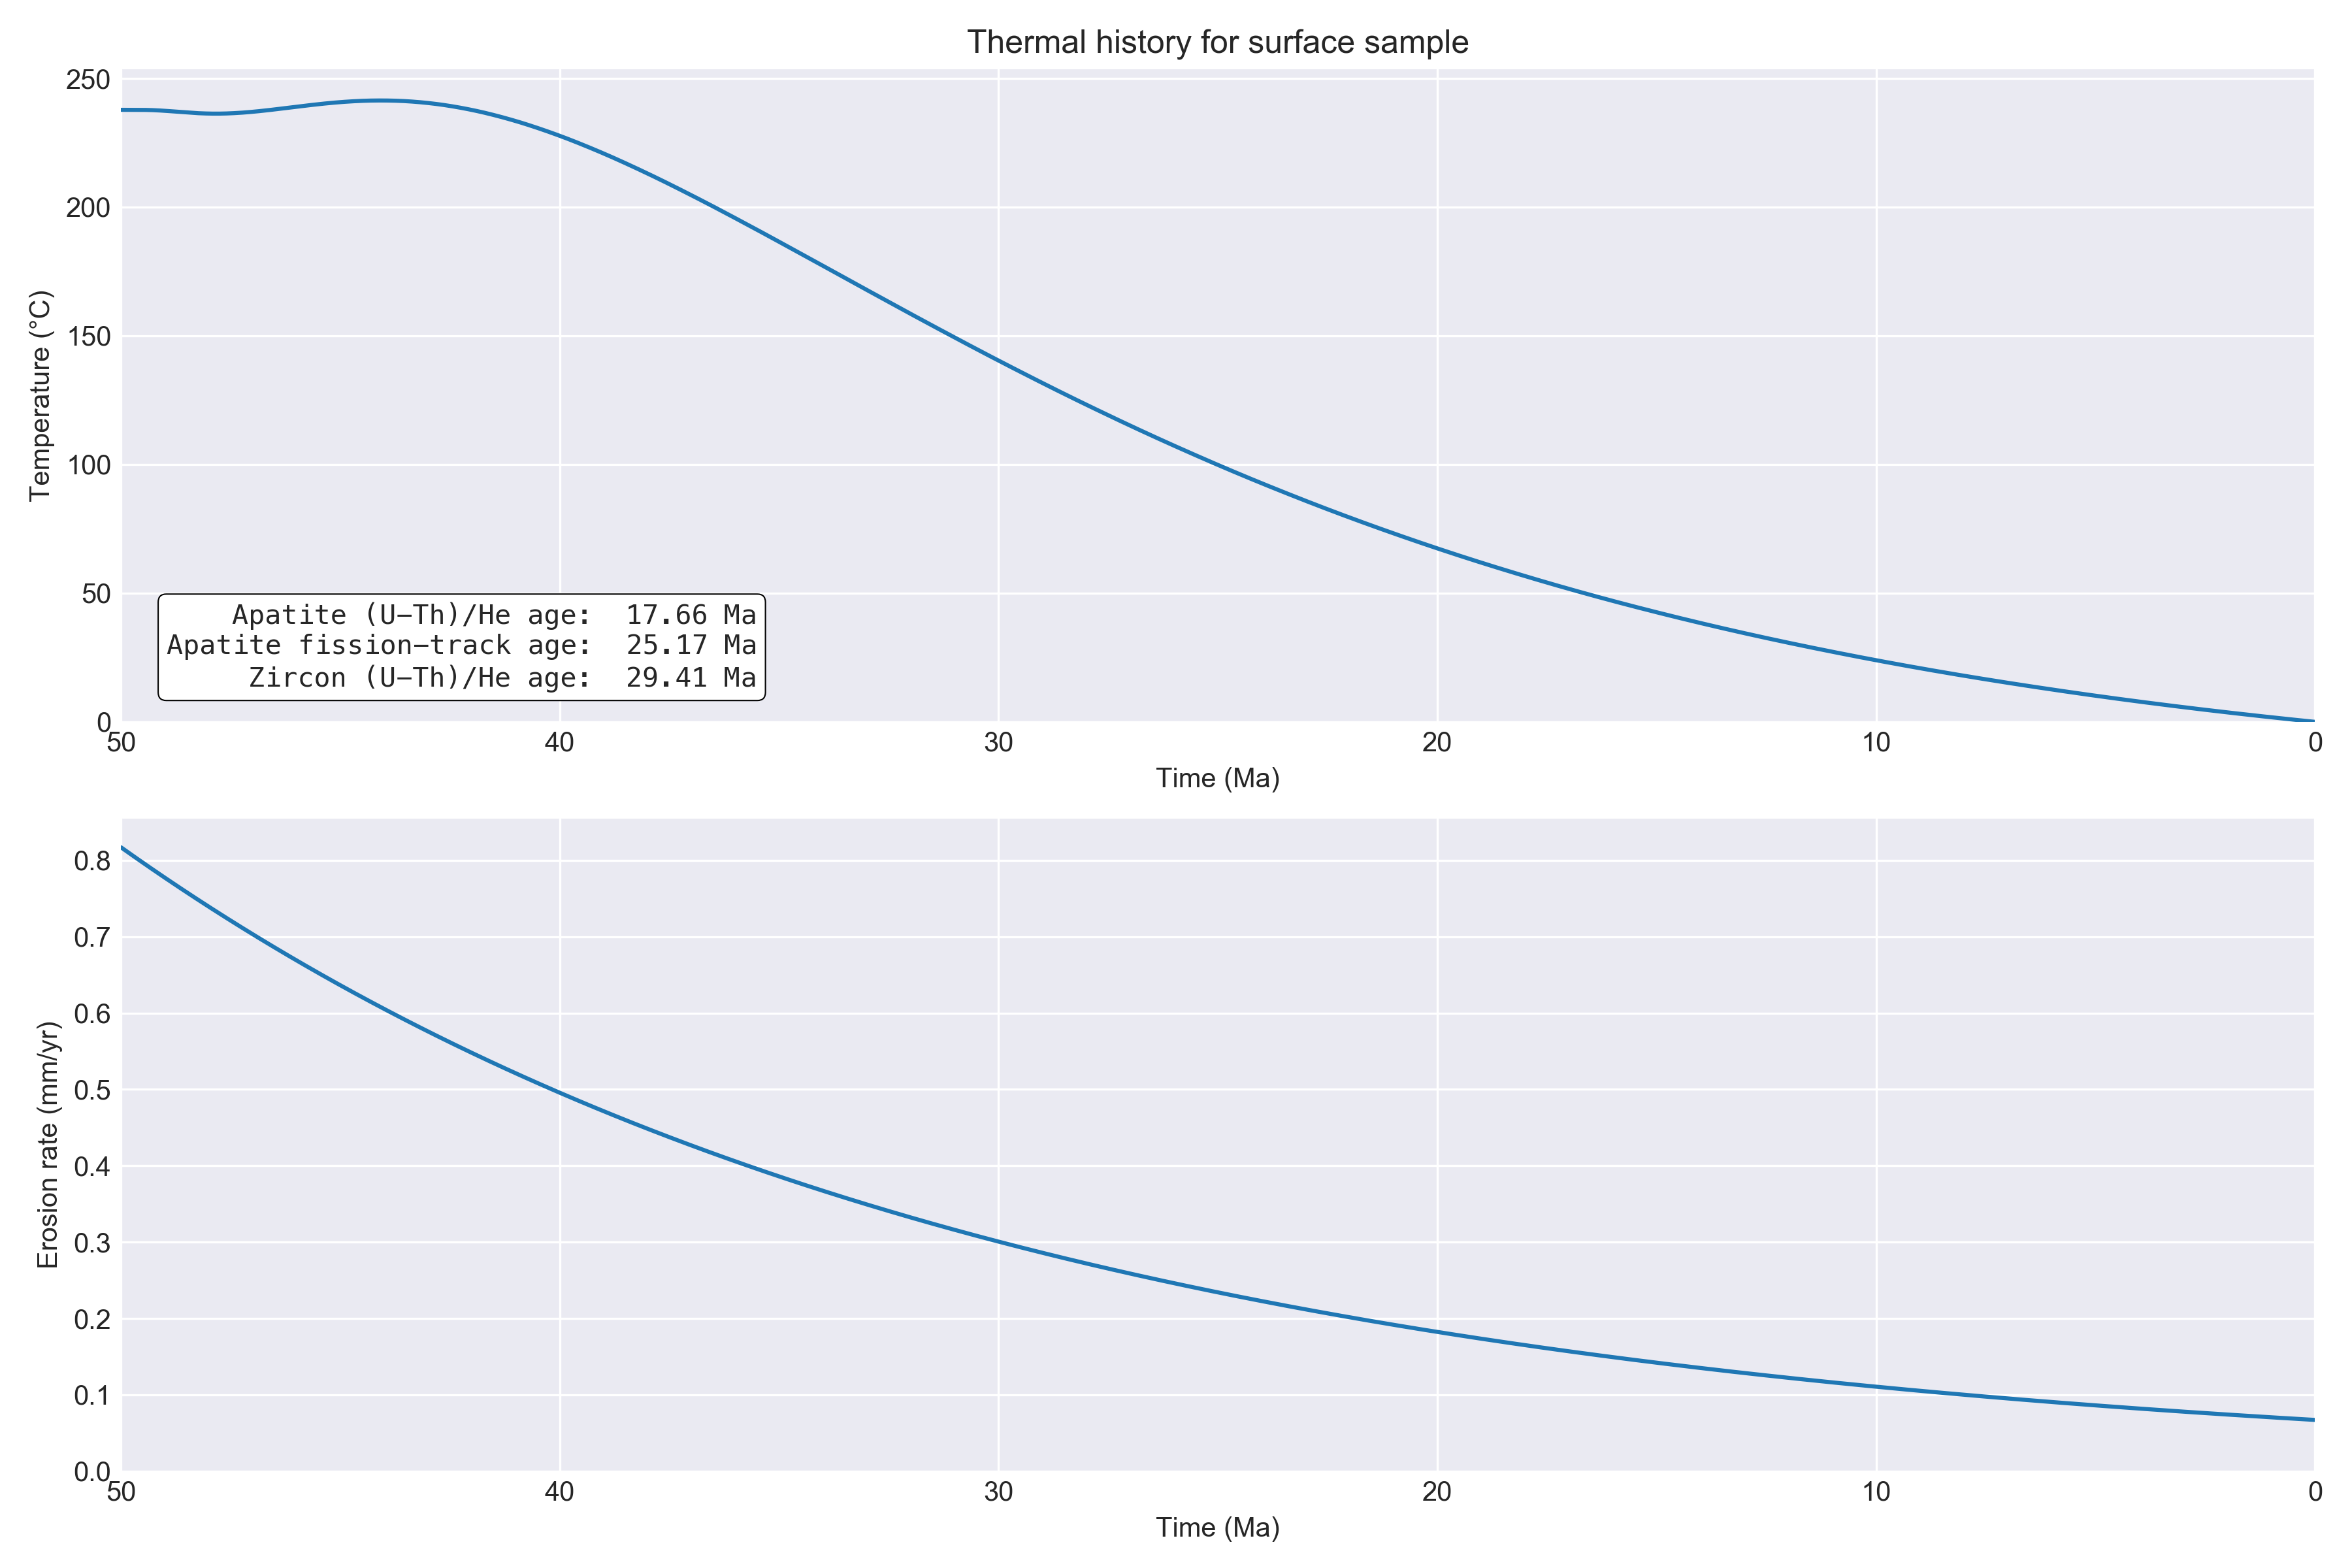 Thermal history for surface sample
250
200
150
100
50
0
Temperature (°C)
Apatite (U−Th)/He age: 17.66 Ma
Apatite fission−track age: 25.17 Ma
Zircon (U−Th)/He age: 29.41 Ma
50 40 30 20 10 0
Time (Ma)
0.8
0.7
0.6
0.5
0.4
0.3
0.2
0.1
0.0
Erosion rate (mm/yr)
50 40 30 20 10 0
Time (Ma)